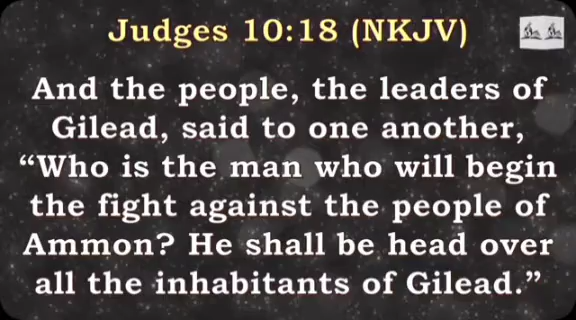 Judges 10:18 (NKJV)
And the people, the leaders of
Gilead, said to one another,
“Who is the man who will begin
the fight against the people of
Ammon? He shall be head over
all the inhabitants of Gilead.”